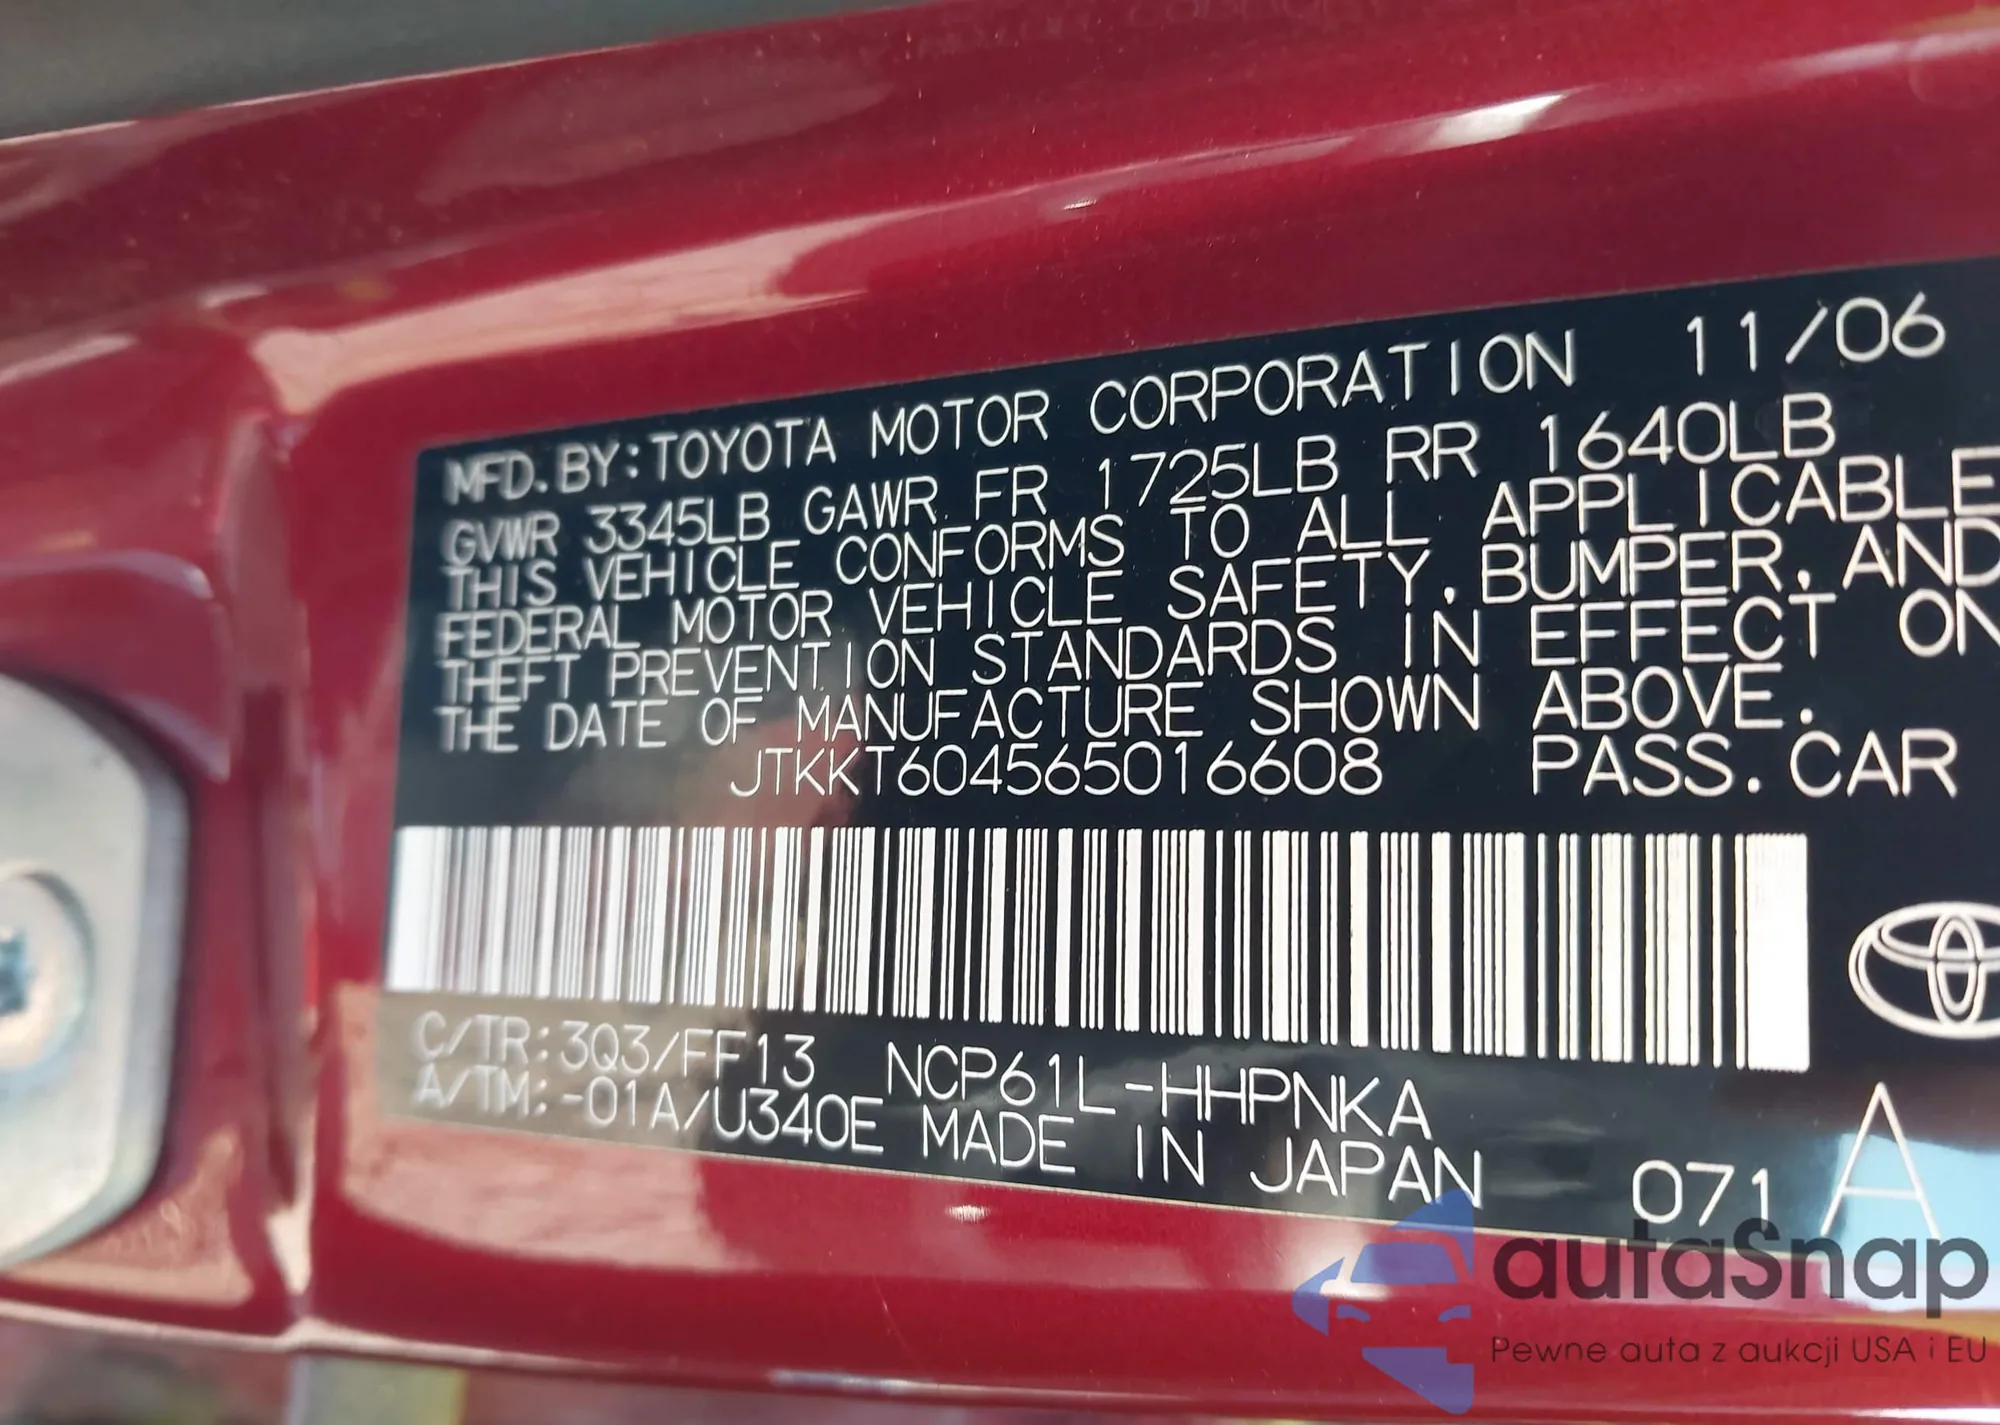 MFD. BY: TOYOTA MOTOR CORPORATION 11/06
GVWR 3345LB GAWR FR 1725LB RR 1640LB
THIS VEHICLE CONFORMS TO ALL APPLICABLE
FEDERAL MOTOR VEHICLE SAFETY, BUMPER, AND
THEFT PREVENTION STANDARDS IN EFFECT ON
THE DATE OF MANUFACTURE SHOWN ABOVE.
JTKKT604565016608 PASS. CAR
C/TR: 3Q3/FF13 NCP61L-HHPNKA
A/TM: -01A/U340E MADE IN JAPAN 071 A
autaSnap
Pewne auta z aukcji USA i EU